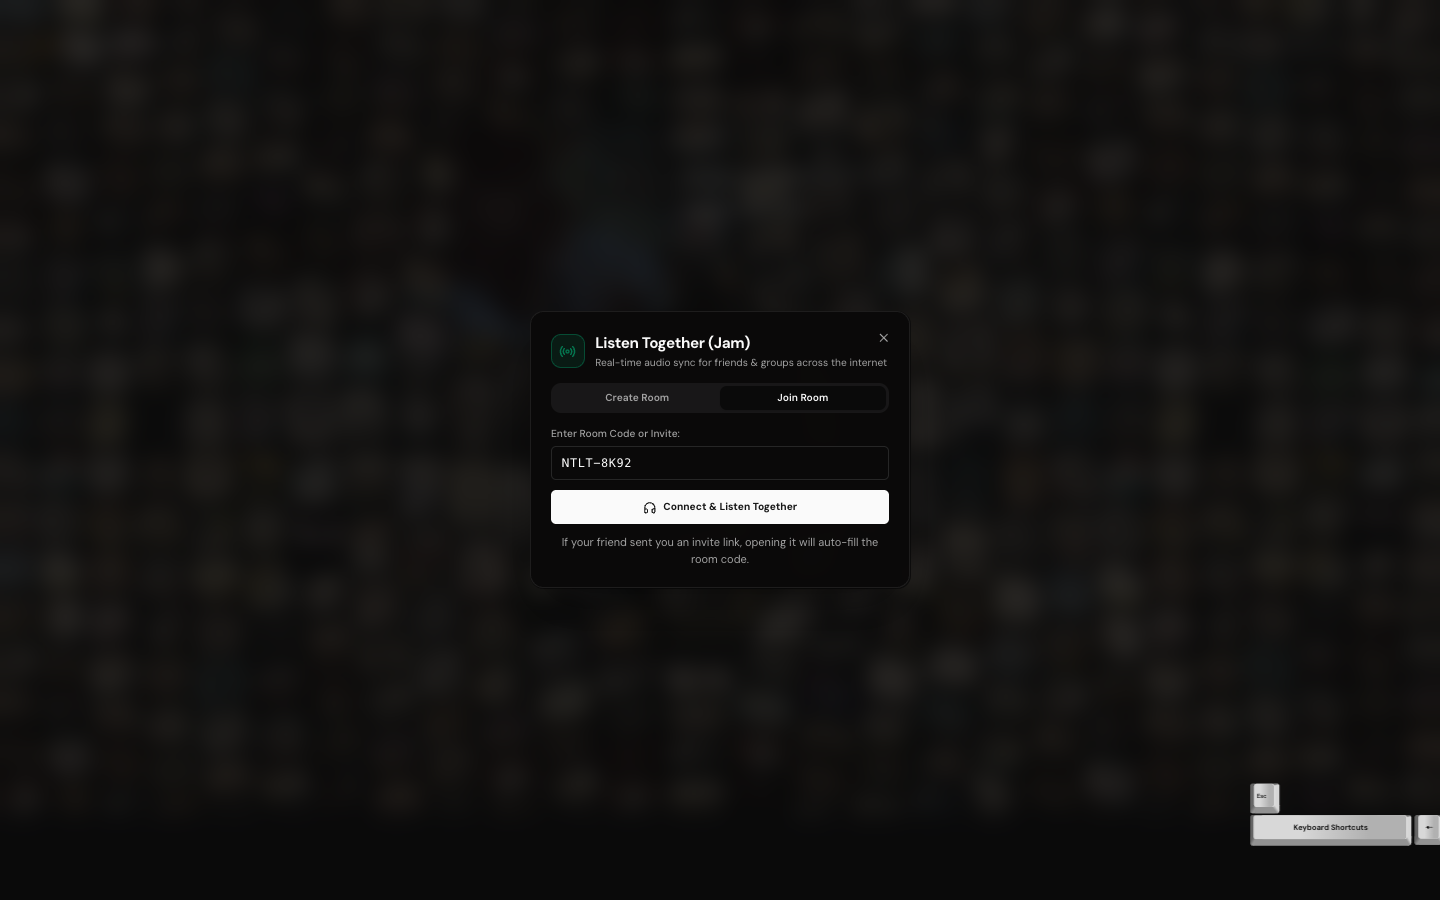 Listen Together (Jam)
Real-time audio sync for friends & groups across the internet
Create Room
Join Room
Enter Room Code or Invite:
NTLT-8K92
Connect & Listen Together
If your friend sent you an invite link, opening it will auto-fill the
room code.
Esc
Keyboard Shortcuts